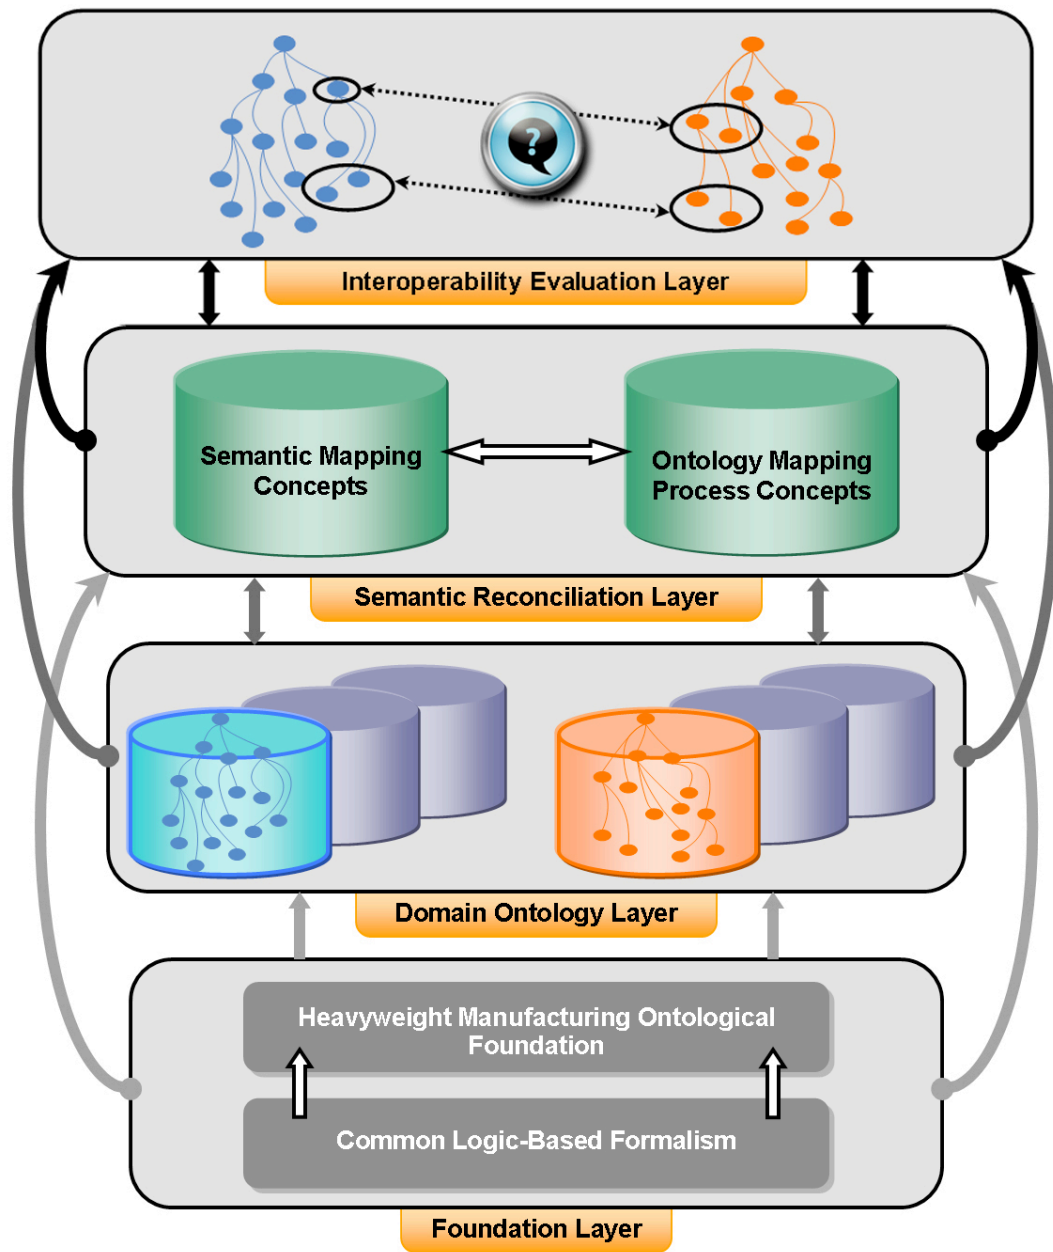 ?
Interoperability Evaluation Layer
Semantic Mapping
Concepts
Ontology Mapping
Process Concepts
Semantic Reconciliation Layer
Domain Ontology Layer
Heavyweight Manufacturing Ontological
Foundation
Common Logic-Based Formalism
Foundation Layer